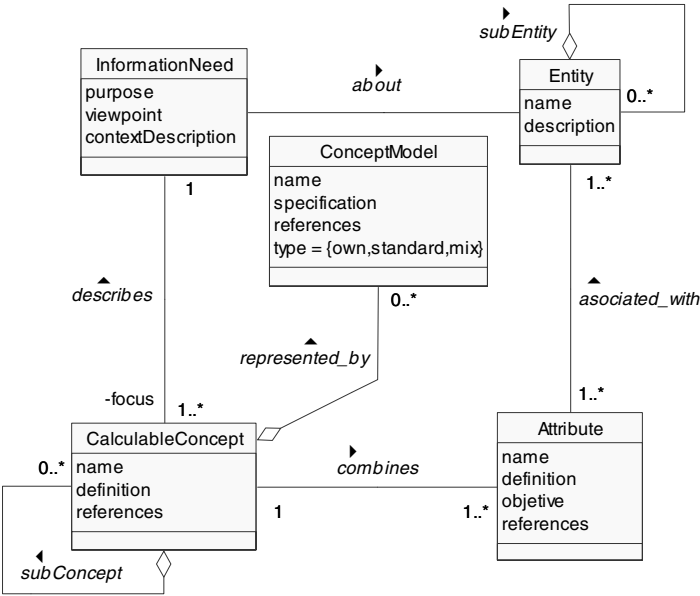 subEntity
InformationNeed
purpose
viewpoint
contextDescription
about
Entity
name
description
0..*
1
ConceptModel
name
specification
references
type = {own,standard,mix}
1..*
describes
0..*
asociated_with
represented_by
-focus
1..*
1..*
CalculableConcept
name
definition
references
0..*
combines
1
1..*
Attribute
name
definition
objetive
references
subConcept